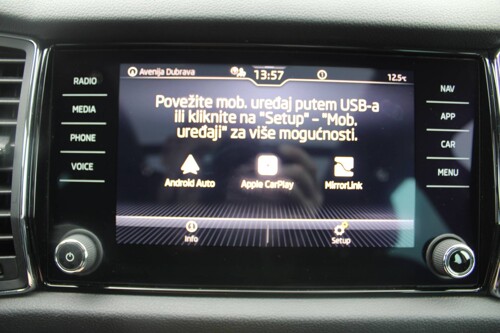 RADIO
MEDIA
PHONE
VOICE
Avenija Dubrava
13:57
12.5°C
Povežite mob. uređaj putem USB-a
ili kliknite na "Setup" - "Mob.
uređaji" za više mogućnosti.
Android Auto
Apple CarPlay
MirrorLink
Info
Setup
NAV
APP
CAR
MENU